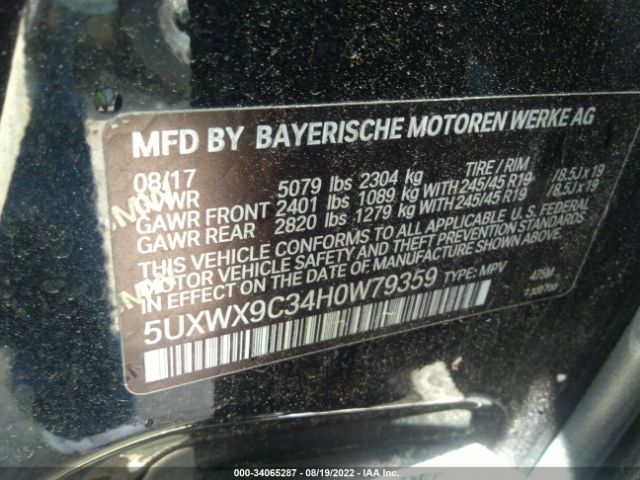 MFD BY BAYERISCHE MOTOREN WERKE AG
08/17 TIRE / RIM
GVWR 5079 lbs 2304 kg
GAWR FRONT 2401 lbs 1089 kg WITH 245/45 R19 /8.5J x 19
GAWR REAR 2820 lbs 1279 kg WITH 245/45 R19 /8.5J x 19
THIS VEHICLE CONFORMS TO ALL APPLICABLE U.S. FEDERAL
MOTOR VEHICLE SAFETY AND THEFT PREVENTION STANDARDS
IN EFFECT ON THE DATE OF MANUFACTURE SHOWN ABOVE.
5UXWX9C34H0W79359 TYPE: MPV 475M
000-34065287 - 08/19/2022 - IAA Inc.